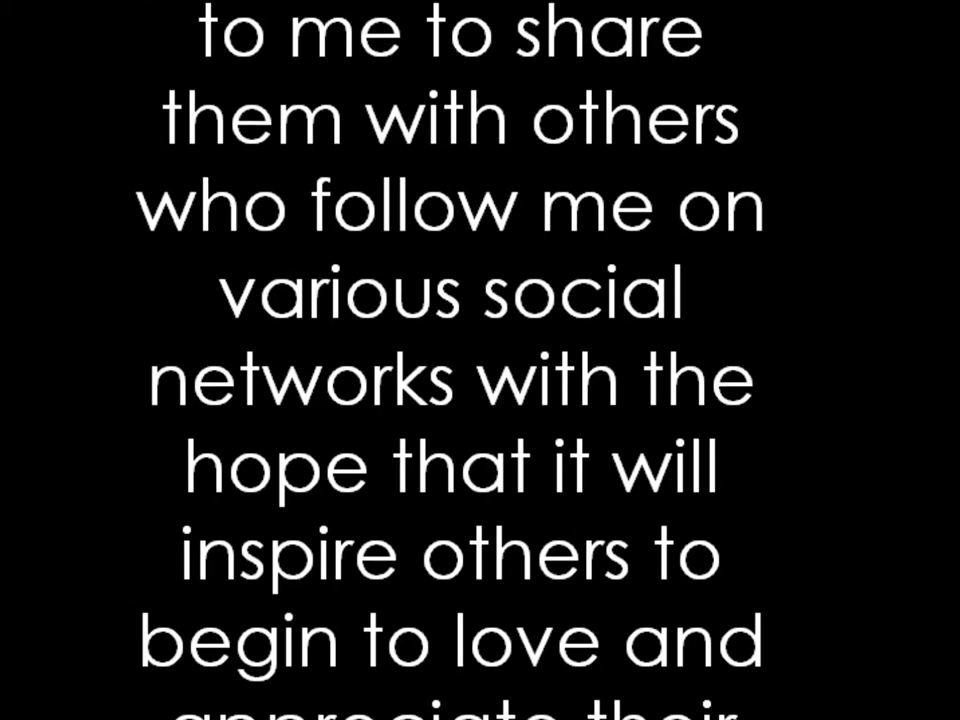 to me to share
them with others
who follow me on
various social
networks with the
hope that it will
inspire others to
begin to love and
appreciate their